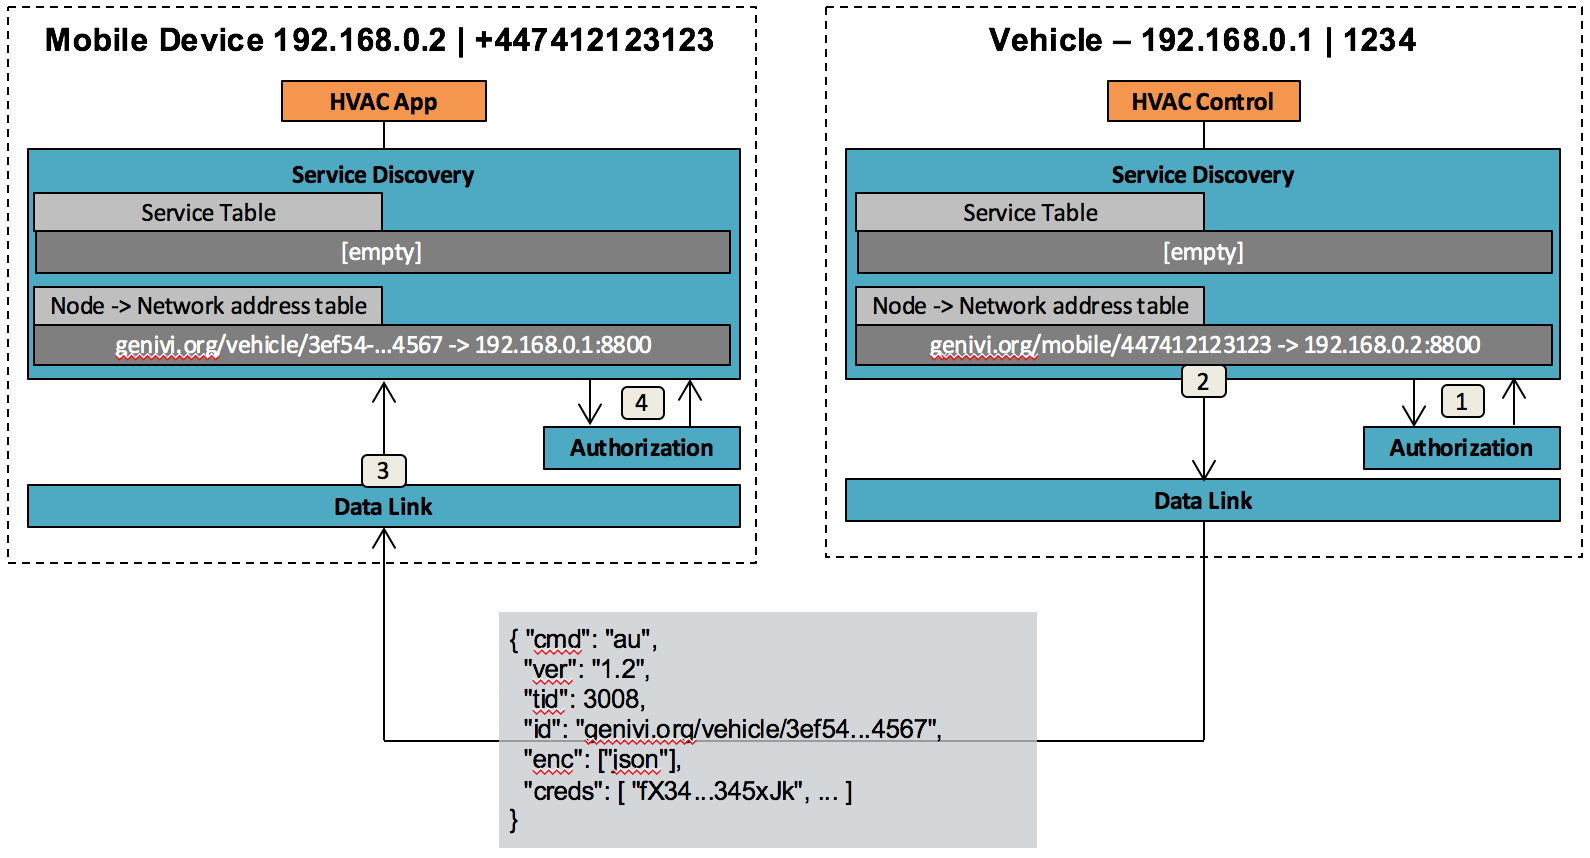 Mobile Device 192.168.0.2 | +447412123123
HVAC App
Service Discovery
Service Table
[empty]
Node -> Network address table
genivi.org/vehicle/3ef54-...4567 -> 192.168.0.1:8800
4
Authorization
3
Data Link
Vehicle – 192.168.0.1 | 1234
HVAC Control
Service Discovery
Service Table
[empty]
Node -> Network address table
genivi.org/mobile/447412123123 -> 192.168.0.2:8800
2
1
Authorization
Data Link
{ "cmd": "au",
"ver": "1.2",
"tid": 3008,
"id": "genivi.org/vehicle/3ef54...4567",
"enc": ["json"],
"creds": [ "fX34...345xJk", ... ]
}